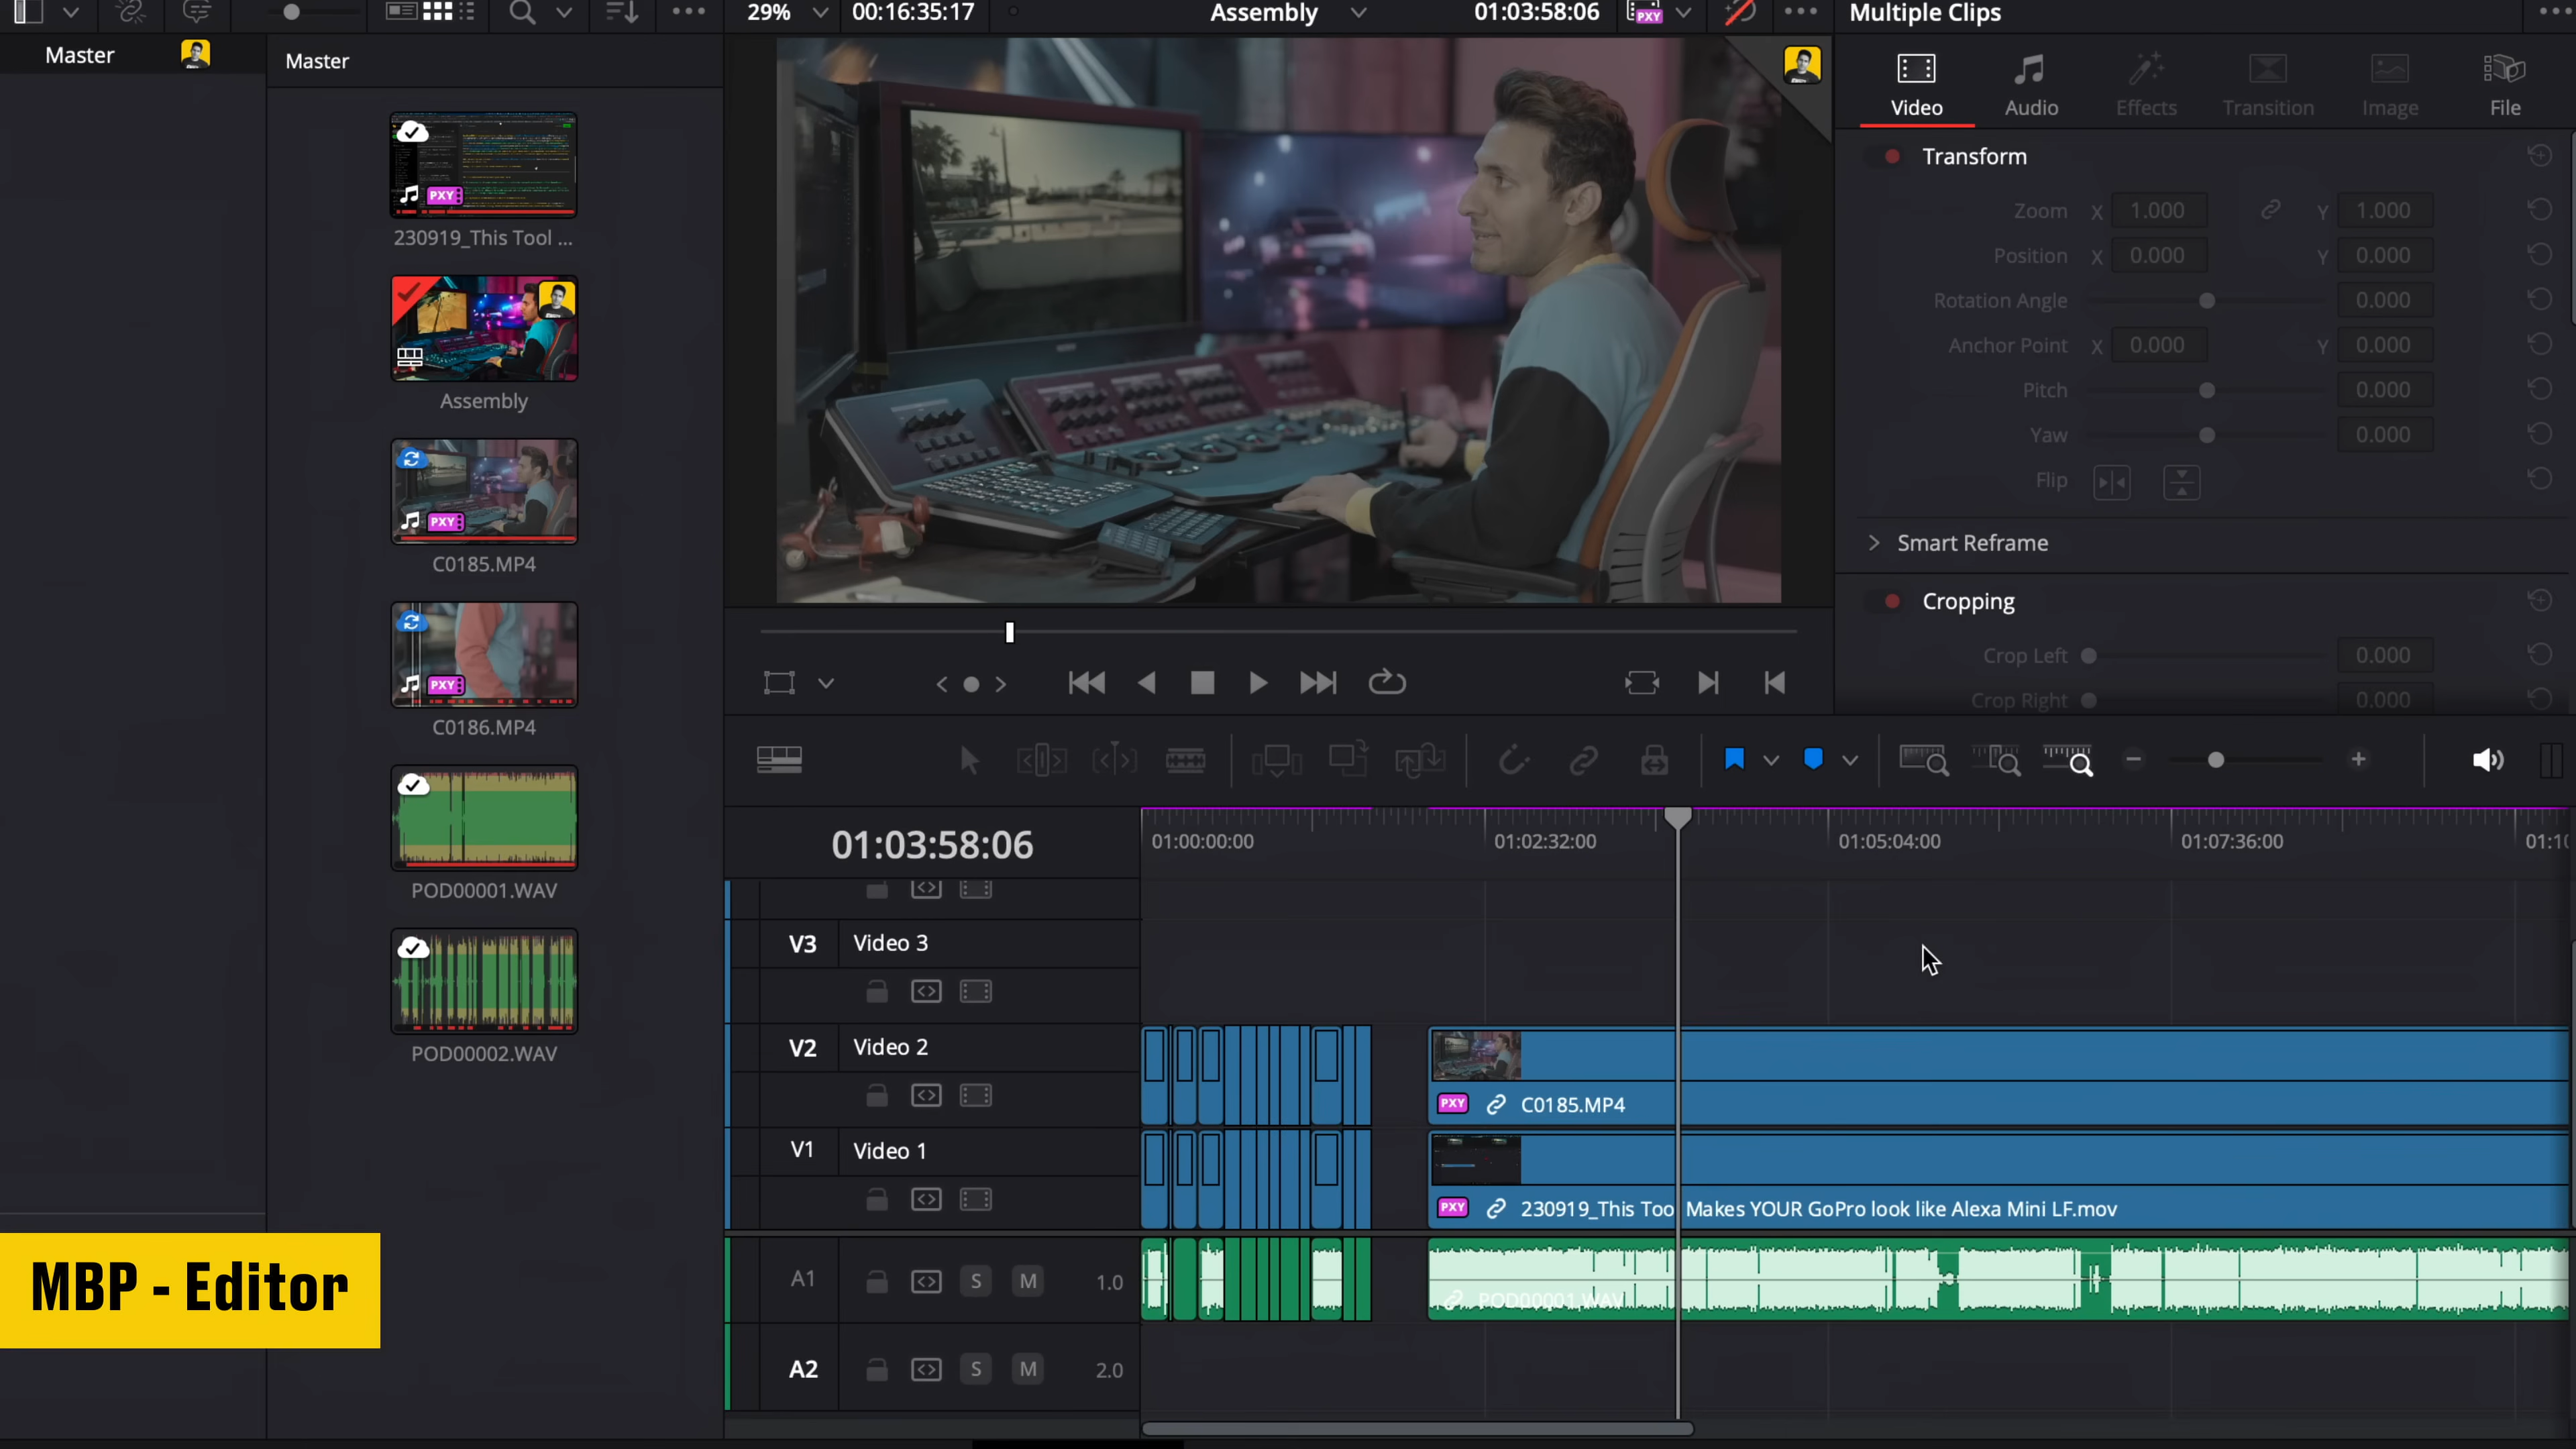 29%
00:16:35:17
Assembly
01:03:58:06
PXY
Multiple Clips
Master
Master
Video
Audio
Effects
Transition
Image
File
PXY
230919_This Tool ...
Assembly
PXY
C0185.MP4
PXY
C0186.MP4
POD00001.WAV
POD00002.WAV
Transform
Zoom X 1.000 Y 1.000
Position X 0.000 Y 0.000
Rotation Angle 0.000
Anchor Point X 0.000 Y 0.000
Pitch 0.000
Yaw 0.000
Flip
Smart Reframe
Cropping
Crop Left 0.000
Crop Right 0.000
01:03:58:06
01:00:00:00
01:02:32:00
01:05:04:00
01:07:36:00
V3 Video 3
V2 Video 2
PXY C0185.MP4
V1 Video 1
PXY 230919_This Tool Makes YOUR GoPro look like Alexa Mini LF.mov
A1 S M 1.0
POD00001.WAV
A2 S M 2.0
MBP - Editor